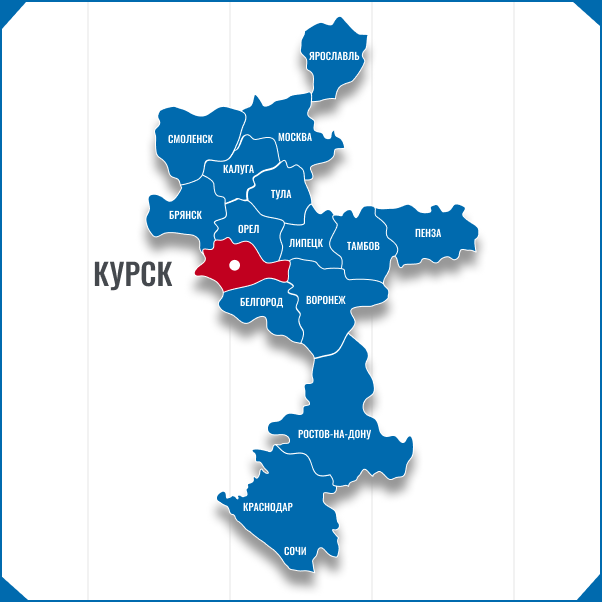 ЯРОСЛАВЛЬ
МОСКВА
СМОЛЕНСК
КАЛУГА
ТУЛА
БРЯНСК
ОРЕЛ
ЛИПЕЦК
ТАМБОВ
ПЕНЗА
КУРСК
БЕЛГОРОД
ВОРОНЕЖ
РОСТОВ-НА-ДОНУ
КРАСНОДАР
СОЧИ